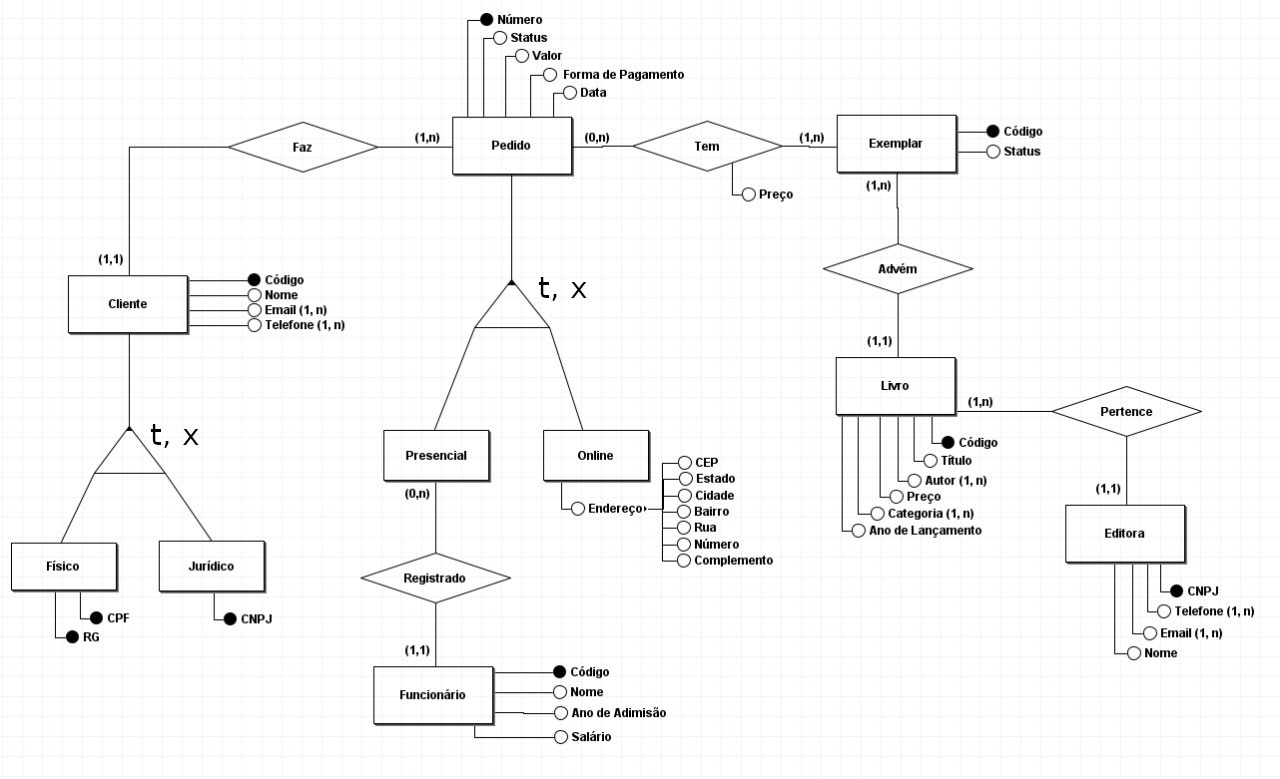 Número
Status
Valor
Forma de Pagamento
Data
Faz
(1,n)
Pedido
(0,n)
Tem
(1,n)
Exemplar
Código
Status
Preço
(1,n)
(1,1)
Advém
Cliente
Código
Nome
Email (1, n)
Telefone (1, n)
t, x
(1,1)
Livro
(1,n)
Pertence
Código
Título
Autor (1, n)
Preço
Categoria (1, n)
Ano de Lançamento
t, x
Presencial
Online
(0,n)
Endereço
CEP
Estado
Cidade
Bairro
Rua
Número
Complemento
(1,1)
Editora
CNPJ
Telefone (1, n)
Email (1, n)
Nome
Físico
Jurídico
CPF
RG
CNPJ
Registrado
(1,1)
Funcionário
Código
Nome
Ano de Adimisão
Salário